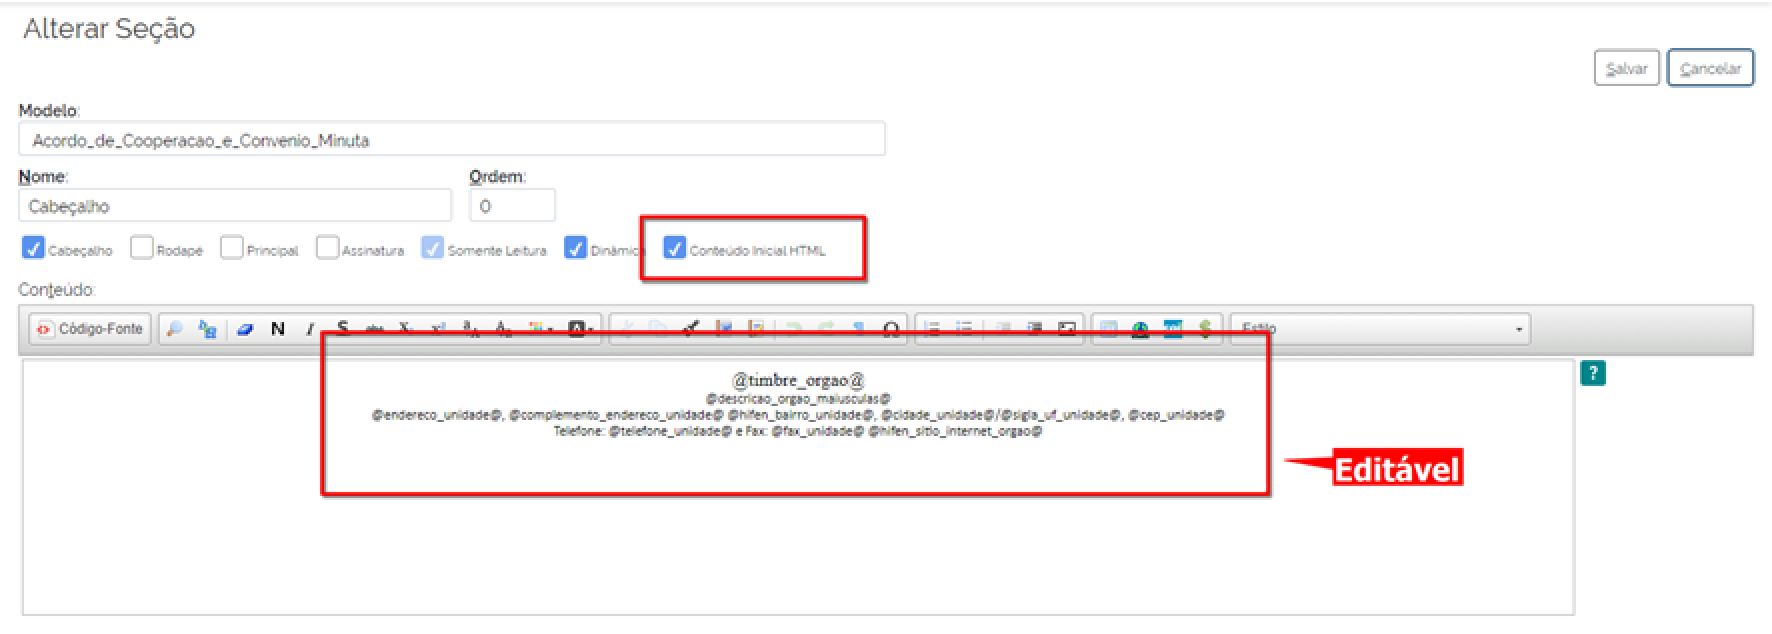 Alterar Seção
Salvar Cancelar
Modelo:
Acordo_de_Cooperacao_e_Convenio_Minuta
Nome: Ordem:
Cabeçalho 0
Cabeçalho Rodapé Principal Assinatura Somente Leitura Dinâmica Conteúdo Inicial HTML
Conteúdo:
Código-Fonte N I S abc Ω Estilo
@timbre_orgao@
@descricao_orgao_maiusculas@
@endereco_unidade@, @complemento_endereco_unidade@ @hifen_bairro_unidade@, @cidade_unidade@/@sigla_uf_unidade@, @cep_unidade@
Telefone: @telefone_unidade@ e Fax: @fax_unidade@ @hifen_sitio_internet_orgao@
?
Editável